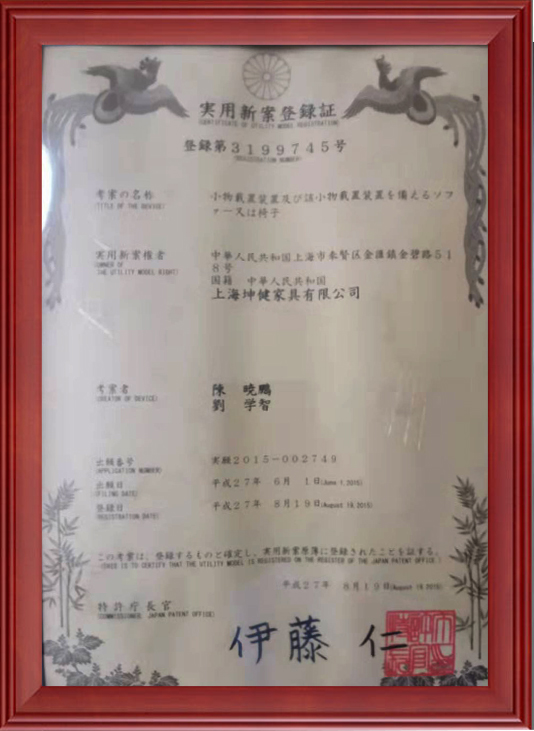 実用新案登録証
(CERTIFICATE OF UTILITY MODEL REGISTRATION)
登録第3199745号
(REGISTRATION NUMBER)
考案の名称
(TITLE OF THE DEVICE)
小物載置装置及び該小物載置装置を備えるソフ
ァー又は椅子
実用新案権者
(OWNER OF
THE UTILITY MODEL RIGHT)
中華人民共和国上海市奉賢区金匯鎮金碧路51
8号
国籍 中華人民共和国
上海坤健家具有限公司
考案者
(CREATOR OF DEVICE)
陳 暁鵬
劉 学智
出願番号
(APPLICATION NUMBER)
実願2015-002749
出願日
(FILING DATE)
平成27年 6月 1日(June 1,2015)
登録日
(REGISTRATION DATE)
平成27年 8月19日(August 19,2015)
この考案は、登録するものと確定し、実用新案原簿に登録されたことを証する。
(THIS IS TO CERTIFY THAT THE UTILITY MODEL IS REGISTERED ON THE REGISTER OF THE JAPAN PATENT OFFICE.)
平成27年 8月19日(August 19,2015)
特許庁長官
(COMMISSIONER, JAPAN PATENT OFFICE)
伊藤 仁